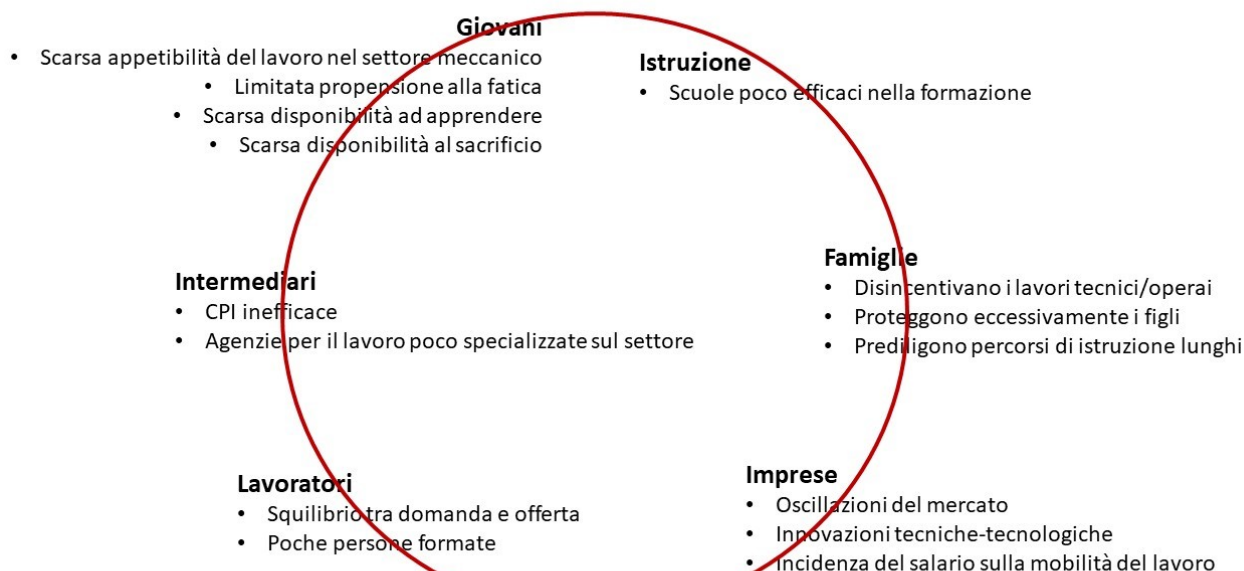 Giovani
• Scarsa appetibilità del lavoro nel settore meccanico
• Limitata propensione alla fatica
• Scarsa disponibilità ad apprendere
• Scarsa disponibilità al sacrificio
Istruzione
• Scuole poco efficaci nella formazione
Famiglie
• Disincentivano i lavori tecnici/operai
• Proteggono eccessivamente i figli
• Prediligono percorsi di istruzione lunghi
Intermediari
• CPI inefficace
• Agenzie per il lavoro poco specializzate sul settore
Lavoratori
• Squilibrio tra domanda e offerta
• Poche persone formate
Imprese
• Oscillazioni del mercato
• Innovazioni tecniche-tecnologiche
• Incidenza del salario sulla mobilità del lavoro